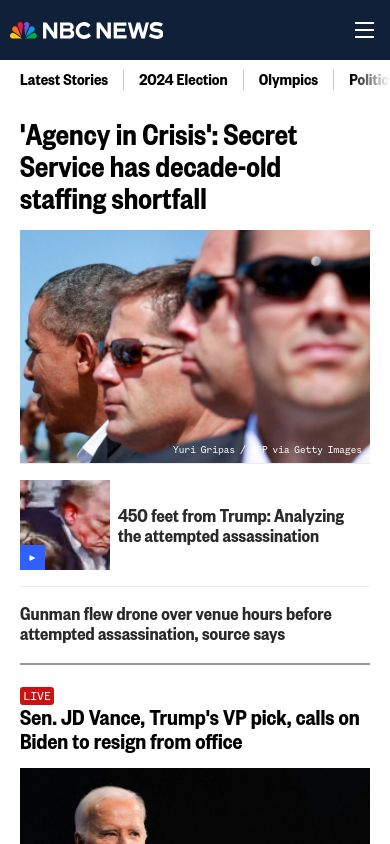 NBC NEWS
Latest Stories
2024 Election
Olympics
'Agency in Crisis': Secret
Service has decade-old
staffing shortfall
Yuri Gripas / AFP via Getty Images
450 feet from Trump: Analyzing
the attempted assassination
Gunman flew drone over venue hours before
attempted assassination, source says
LIVE
Sen. JD Vance, Trump's VP pick, calls on
Biden to resign from office